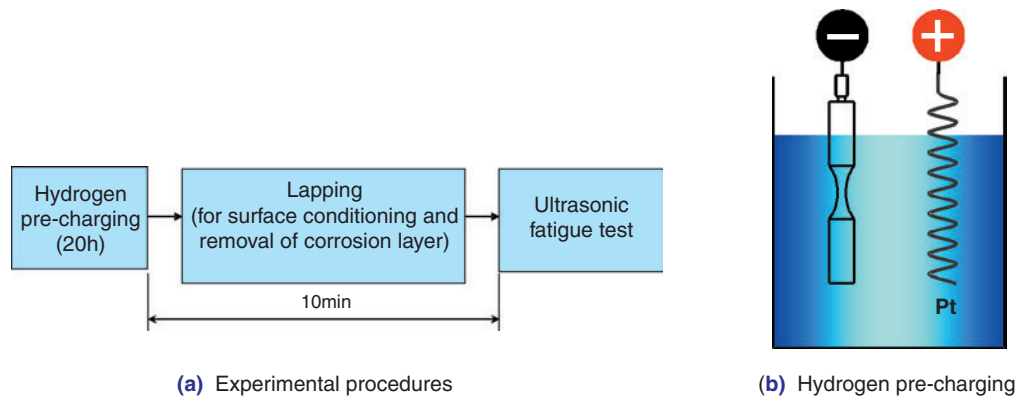 Hydrogen
pre-charging
(20h)
Lapping
(for surface conditioning and
removal of corrosion layer)
Ultrasonic
fatigue test
10min
(a) Experimental procedures
−
+
Pt
(b) Hydrogen pre-charging